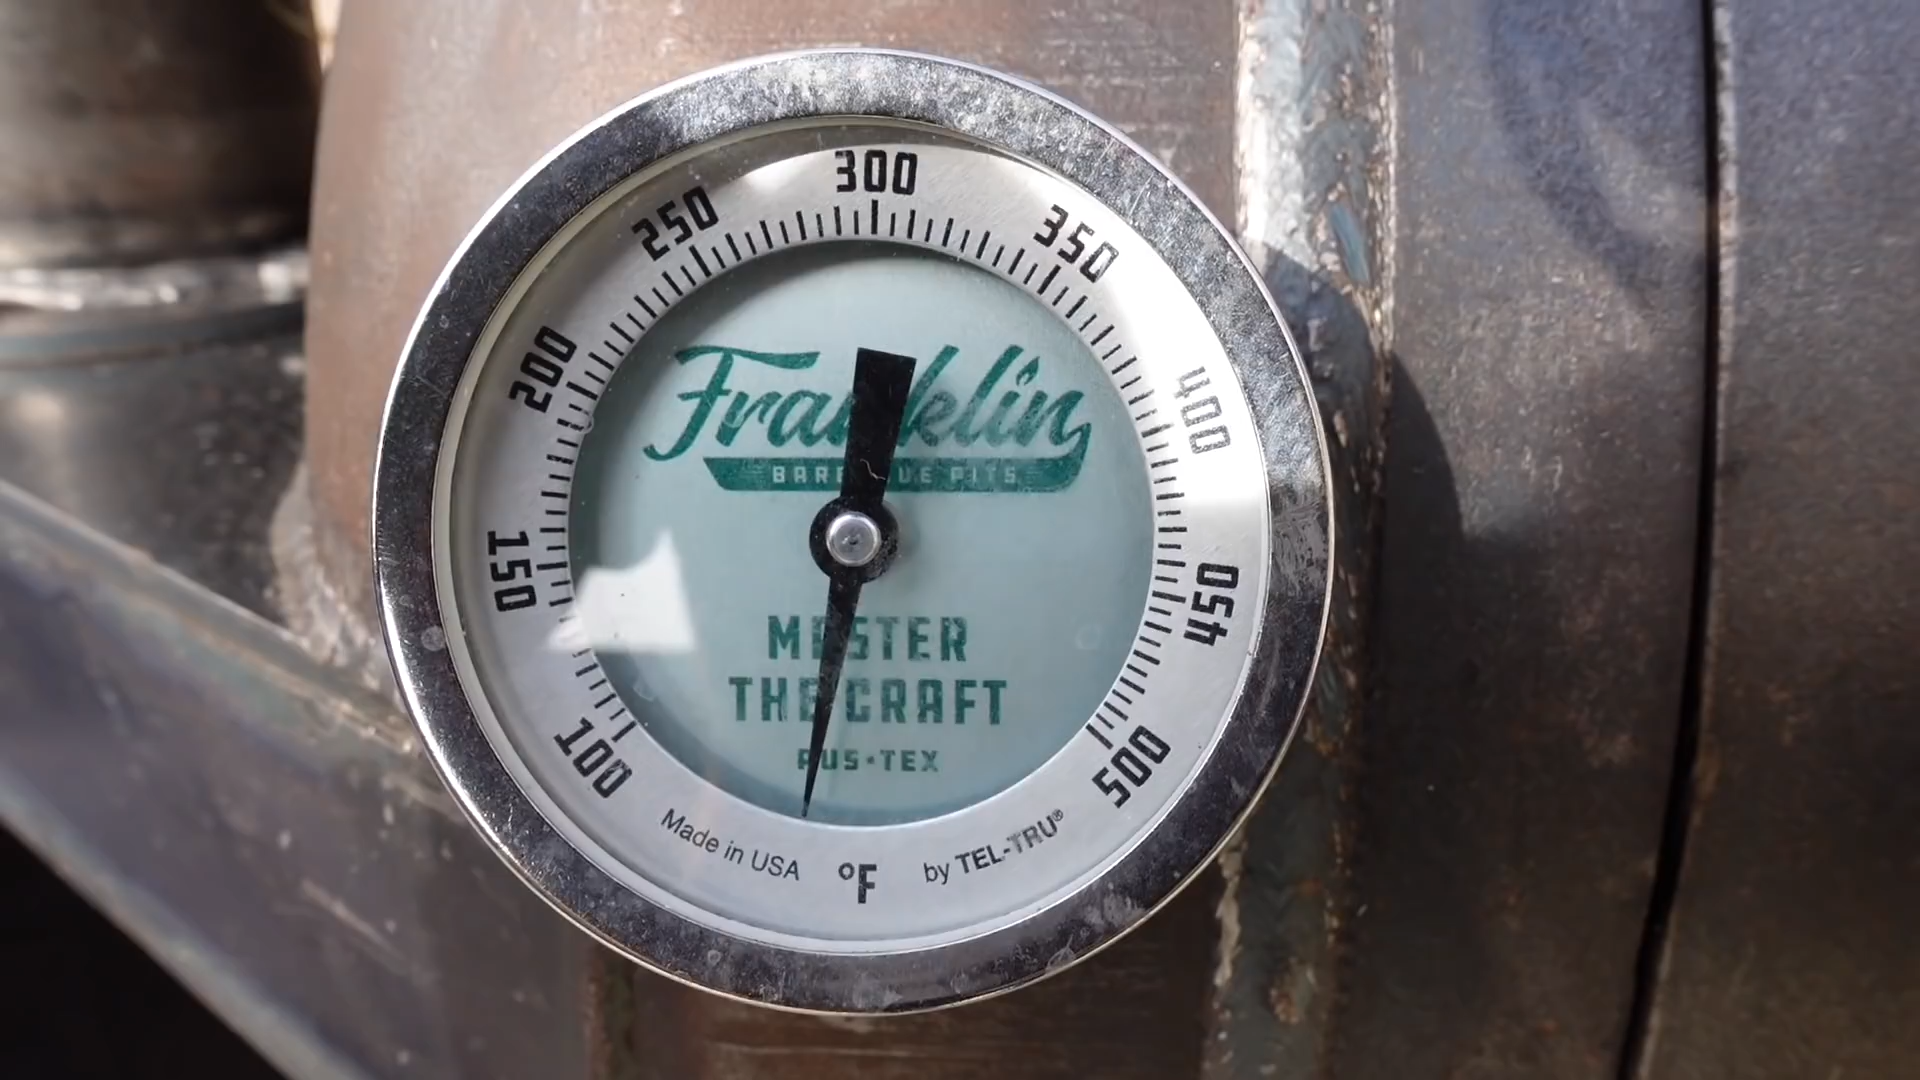 300
250
350
200
400
Franklin
BARBECUE PITS
150
450
MASTER
THE CRAFT
100
500
AUS•TEX
Made in USA
°F
by TEL-TRU®